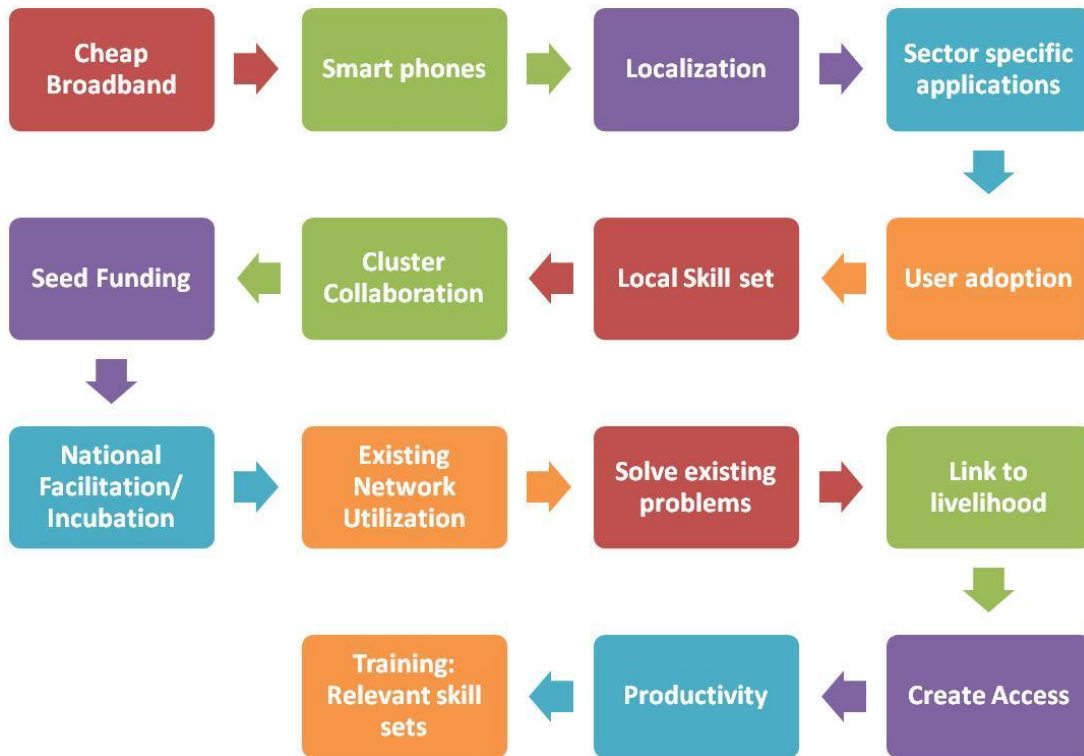 Cheap
Broadband
Smart phones
Localization
Sector specific
applications
User adoption
Local Skill set
Cluster
Collaboration
Seed Funding
National
Facilitation/
Incubation
Existing
Network
Utilization
Solve existing
problems
Link to
livelihood
Create Access
Productivity
Training:
Relevant skill
sets